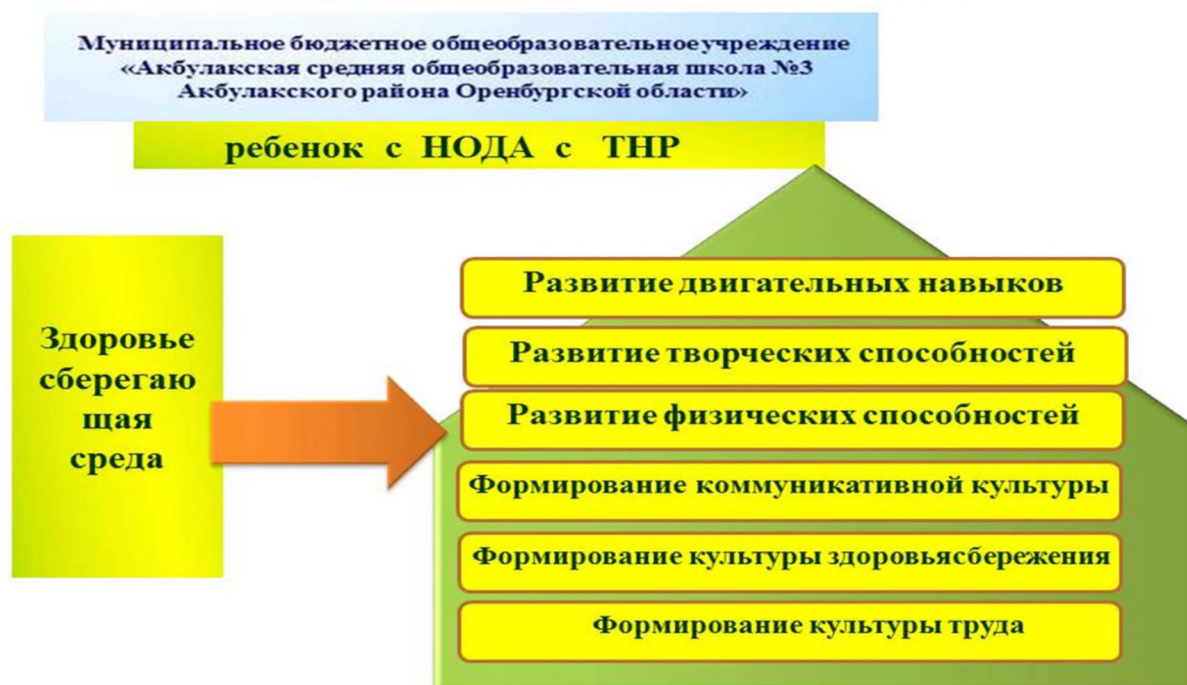 Муниципальное бюджетное общеобразовательное учреждение
«Акбулакская средняя общеобразовательная школа №3
Акбулакского района Оренбургской области»
ребенок с НОДА с ТНР
Здоровье
сберегаю
щая
среда
Развитие двигательных навыков
Развитие творческих способностей
Развитие физических способностей
Формирование коммуникативной культуры
Формирование культуры здоровьясбережения
Формирование культуры труда